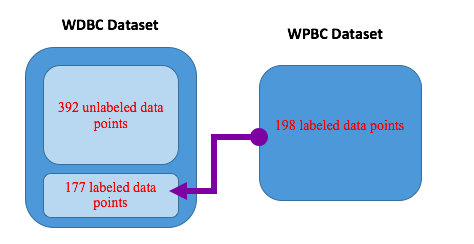 WDBC Dataset
WPBC Dataset
392 unlabeled data
points
198 labeled data points
177 labeled data
points